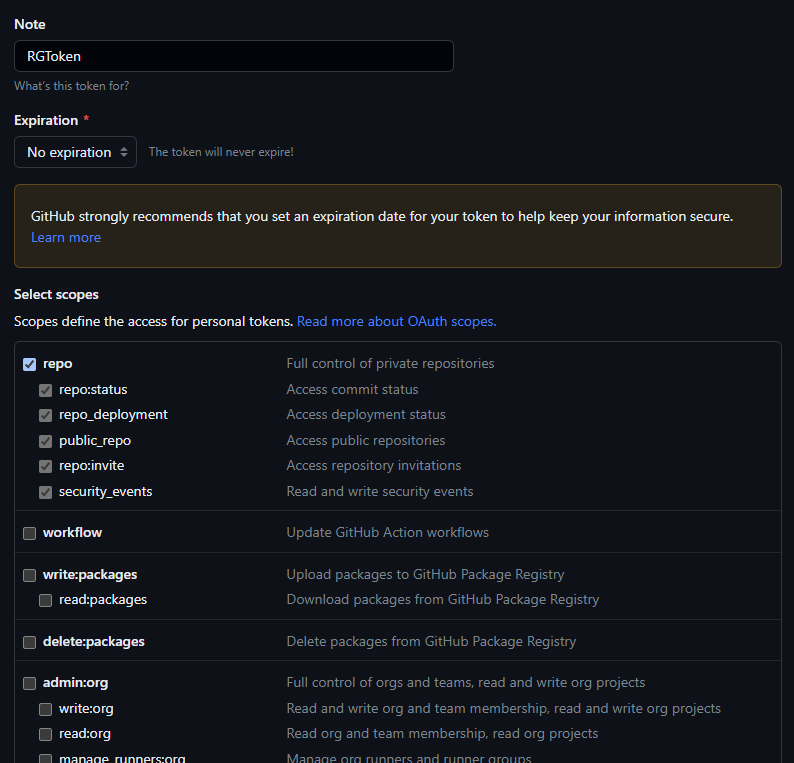 Note
RGToken
What's this token for?
Expiration *
No expiration The token will never expire!
GitHub strongly recommends that you set an expiration date for your token to help keep your information secure.
Learn more
Select scopes
Scopes define the access for personal tokens. Read more about OAuth scopes.
repo Full control of private repositories
repo:status Access commit status
repo_deployment Access deployment status
public_repo Access public repositories
repo:invite Access repository invitations
security_events Read and write security events
workflow Update GitHub Action workflows
write:packages Upload packages to GitHub Package Registry
read:packages Download packages from GitHub Package Registry
delete:packages Delete packages from GitHub Package Registry
admin:org Full control of orgs and teams, read and write org projects
write:org Read and write org and team membership, read and write org projects
read:org Read org and team membership, read org projects
manage_runners:org Manage org runners and runner groups